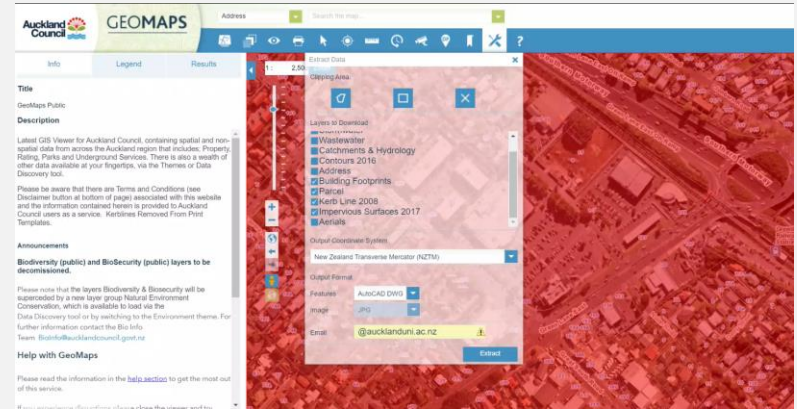 Auckland
Council
GEOMAPS
Address
Search the map...
Info
Legend
Results
Title
GeoMaps Public
Description
Latest GIS Viewer for Auckland Council, containing spatial and non-
spatial data from across the Auckland region that includes, Property,
Rating, Parks and Underground Services. There is also a wealth of
other data available at your fingertips, via the Themes or Data
Discovery tool.
Please be aware that there are Terms and Conditions (see
Disclaimer button at bottom of page) associated with this website
and the information contained herein is provided to Auckland
Council users as a service. Kerblines Removed From Print
Templates.
Announcements
Biodiversity (public) and BioSecurity (public) layers to be
decomissioned.
Please note that the layers Biodiversity & Biosecurity will be
superceded by a new layer group Natural Environment
Conservation, which is available to load via the
Data Discovery tool or by switching to the Environment theme. For
further information contact the Bio Info
Team: BioInfo@aucklandcouncil.govt.nz
Help with GeoMaps
Please read the information in the help section to get the most out
of this service.
1 : 2,50
Extract Data
Clipping Area
Layers to Download
Stormwater
Wastewater
Catchments & Hydrology
Contours 2016
Address
Building Footprints
Parcel
Kerb Line 2008
Impervious Surfaces 2017
Aerials
Output Coordinate System
New Zealand Transverse Mercator (NZTM)
Output Format
Features
AutoCAD DWG
Image
JPG
Email
@aucklanduni.ac.nz
Extract